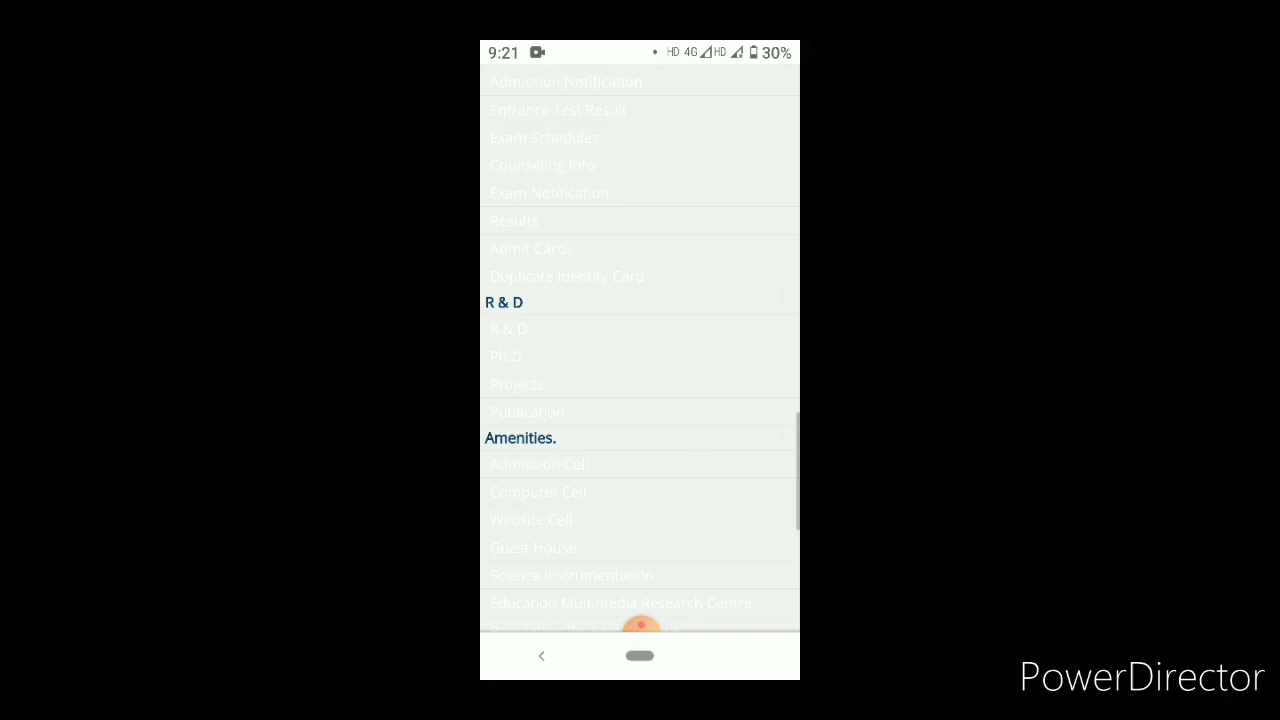 9:21 HD 4G HD 30%
Admission Notification
Entrance Test Result
Exam Schedules
Counseling Info
Exam Notification
Results
Admit Cards
Duplicate Identity Card
R & D
R & D
Ph.D
Projects
Publication
Amenities.
Admission Cell
Computer Cell
Website Cell
Guest House
Science Instrumentation
Education Multimedia Research Centre
PowerDirector